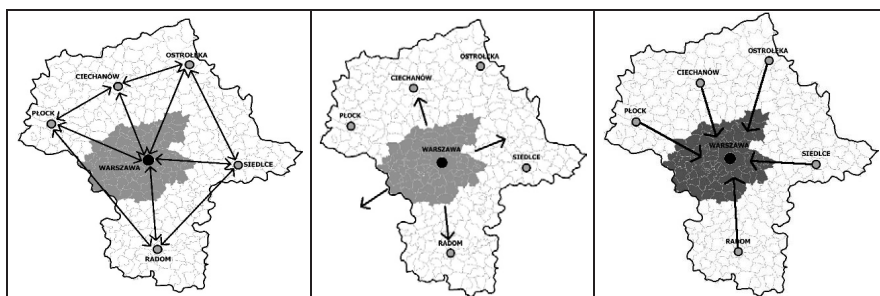 OSTROŁĘKA
CIECHANÓW
PŁOCK
WARSZAWA
SIEDLCE
RADOM
OSTROŁĘKA
CIECHANÓW
PŁOCK
WARSZAWA
SIEDLCE
RADOM
OSTROŁĘKA
CIECHANÓW
PŁOCK
WARSZAWA
SIEDLCE
RADOM